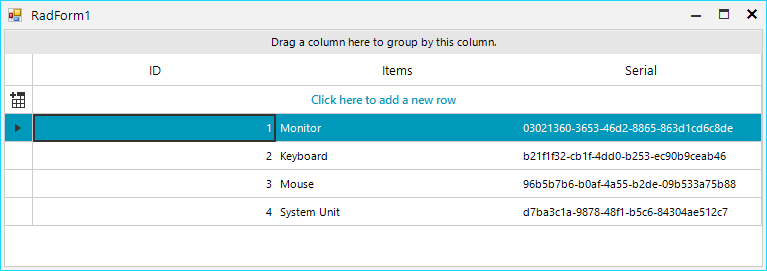 RadForm1
Drag a column here to group by this column.
ID Items Serial
Click here to add a new row
1 Monitor 03021360-3653-46d2-8865-863d1cd6c8de
2 Keyboard b21f1f32-cb1f-4dd0-b253-ec90b9ceab46
3 Mouse 96b5b7b6-b0af-4a55-b2de-09b533a75b88
4 System Unit d7ba3c1a-9878-48f1-b5c6-84304ae512c7